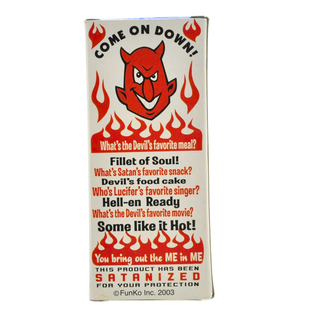 COME ON DOWN!
What's the Devil's favorite meal?
Fillet of Soul!
What's Satan's favorite snack?
Devil's food cake
Who's Lucifer's favorite singer?
Hell-en Ready
What's the Devil's favorite movie?
Some like it Hot!
You bring out the ME in ME
THIS PRODUCT HAS BEEN
SATANIZED
FOR YOUR PROTECTION
©FunKo Inc. 2003